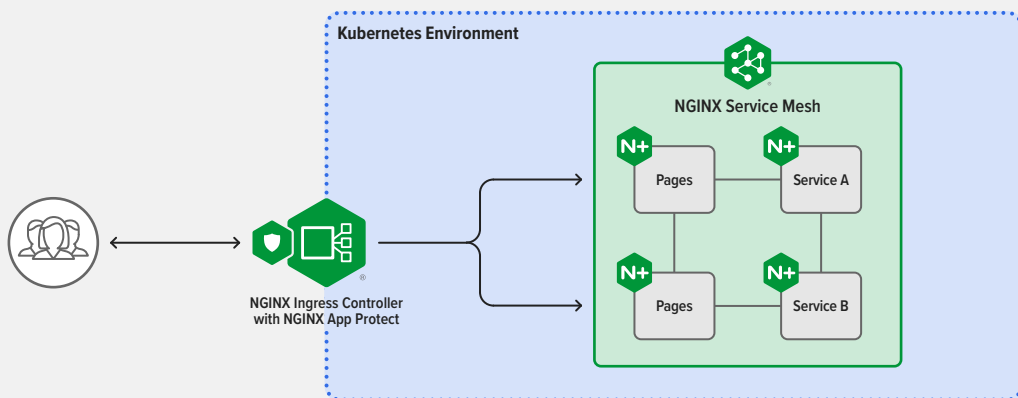 Kubernetes Environment
NGINX Service Mesh
N+
N+
Pages
Service A
®
NGINX Ingress Controller
with NGINX App Protect
N+
N+
Pages
Service B
®